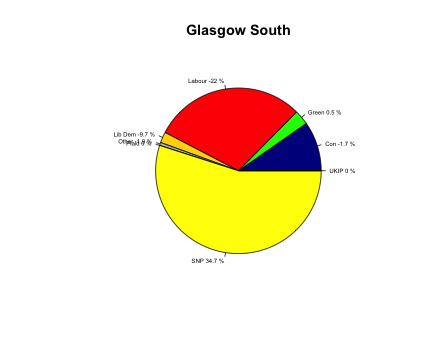 Glasgow South
Labour -22 %
Green 0.5 %
Lib Dem -9.7 %
Con -1.7 %
UKIP 0 %
SNP 34.7 %